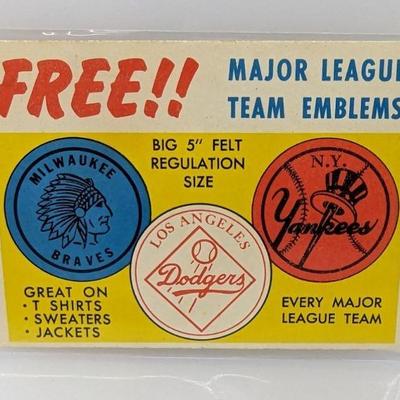 FREE!!
MAJOR LEAGU
TEAM EMBLEMS
BIG 5" FELT
REGULATION
SIZE
MILWAUKEE
BRAVES
LOS ANGELES
Dodgers
N.Y.
Yankees
GREAT ON
· T SHIRTS
· SWEATERS
· JACKETS
EVERY MAJOR
LEAGUE TEAM